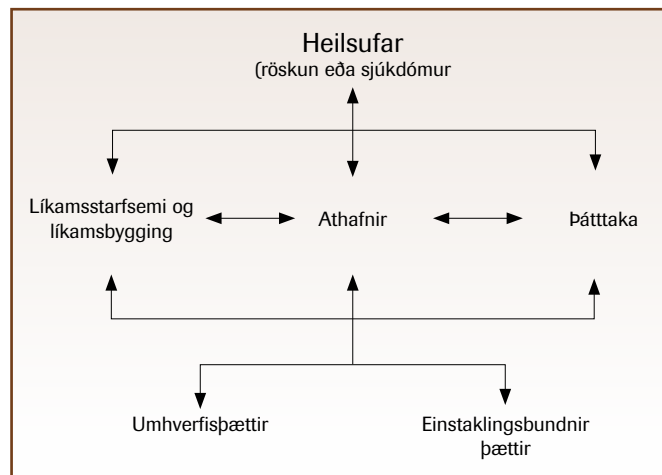 Heilsufar
(röskun eða sjúkdómur
Líkamsstarfsemi og
líkamsbygging
Athafnir
Þátttaka
Umhverfisþættir
Einstaklingsbundnir
þættir